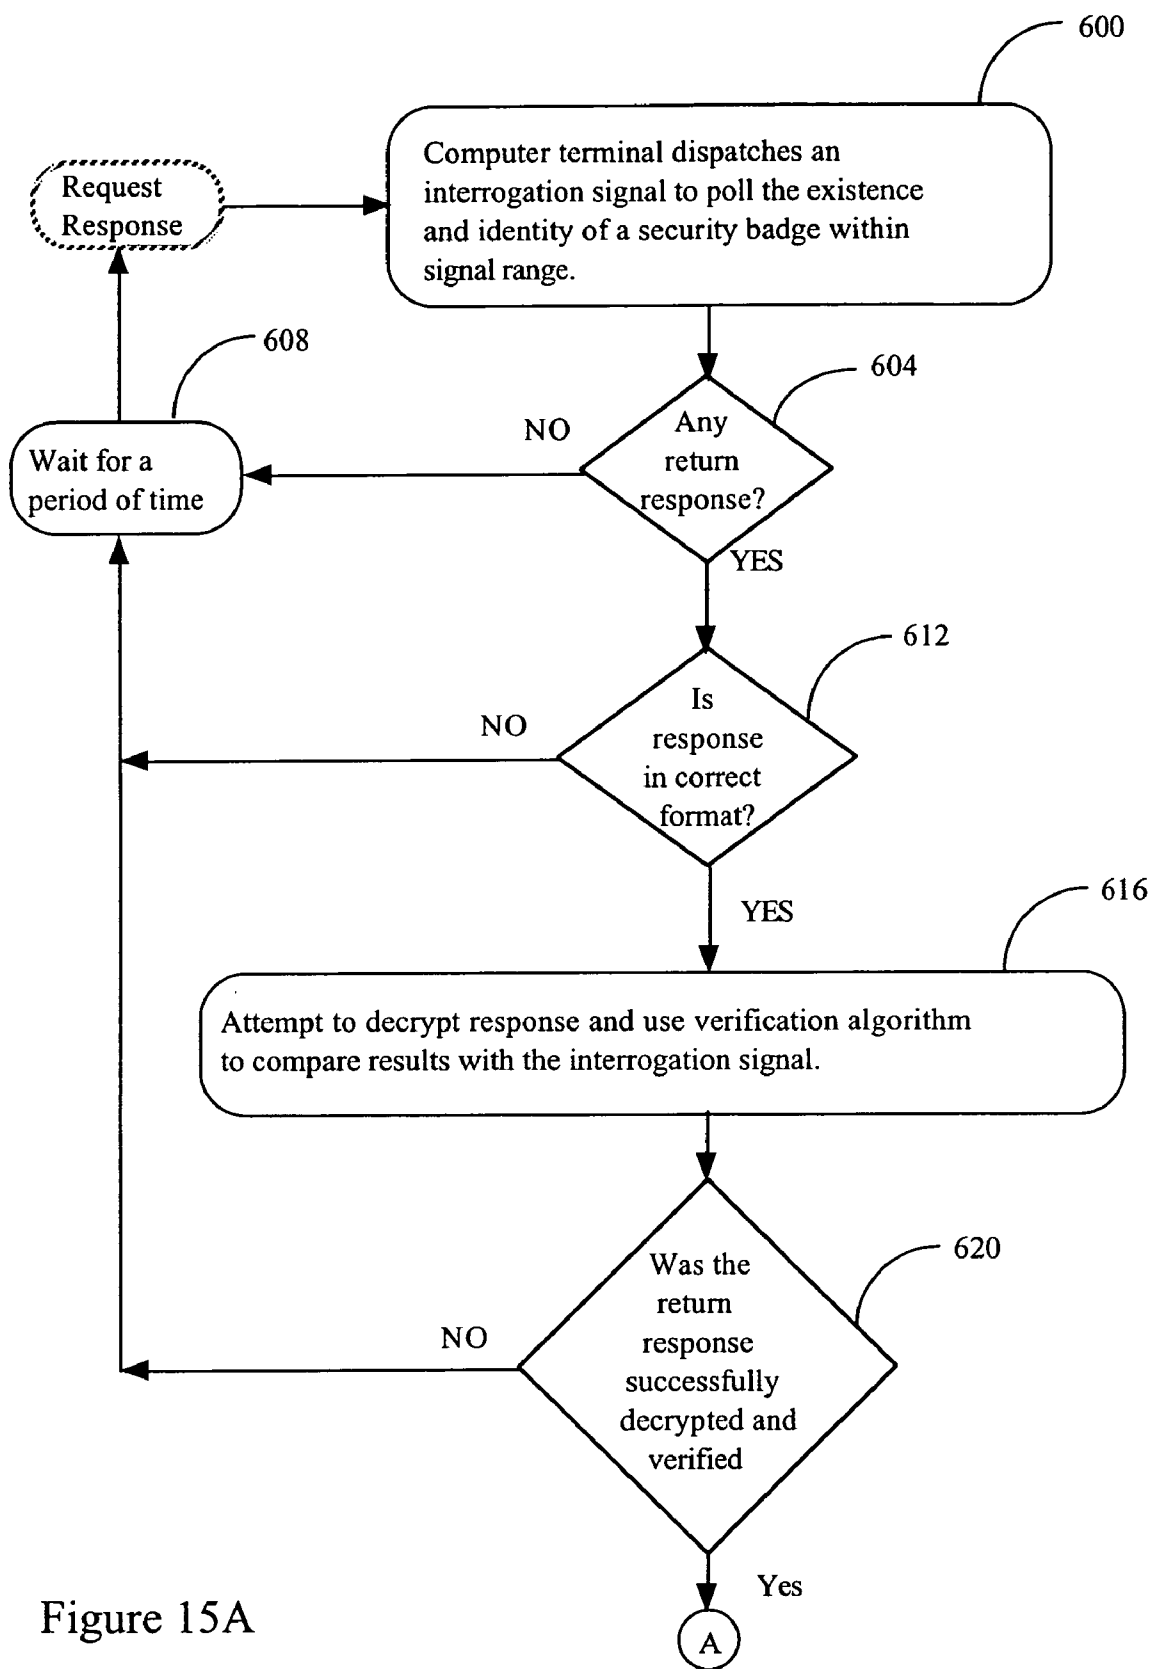 600
Computer terminal dispatches an
interrogation signal to poll the existence
and identity of a security badge within
signal range.
Request
Response
608
604
Any
return
response?
NO
Wait for a
period of time
YES
612
Is
response
in correct
format?
NO
YES
616
Attempt to decrypt response and use verification algorithm
to compare results with the interrogation signal.
620
Was the
return
response
successfully
decrypted and
verified
NO
Yes
A
Figure 15A